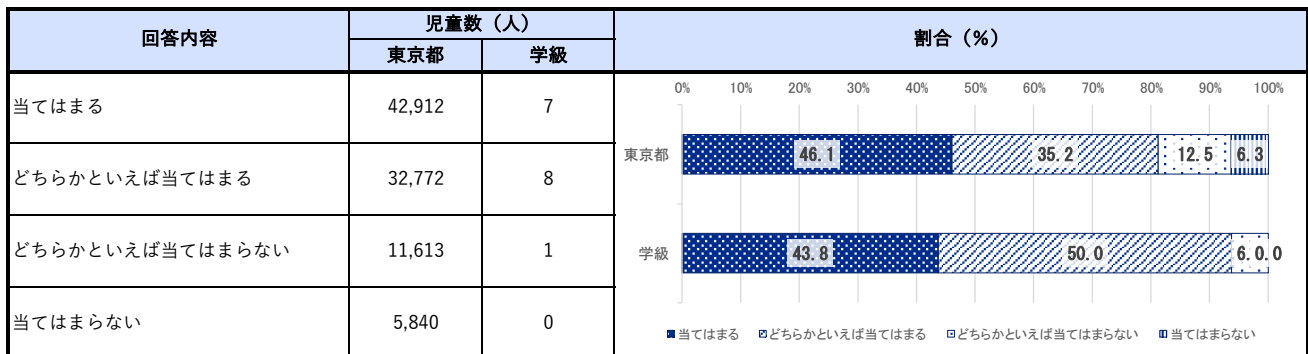 回答内容 児童数（人） 割合（%）
東京都 学級
当てはまる 42,912 7
どちらかといえば当てはまる 32,772 8
どちらかといえば当てはまらない 11,613 1
当てはまらない 5,840 0
0% 10% 20% 30% 40% 50% 60% 70% 80% 90% 100%
東京都 46.1 35.2 12.5 6.3
学級 43.8 50.0 6. 0.0
当てはまる どちらかといえば当てはまる どちらかといえば当てはまらない 当てはまらない